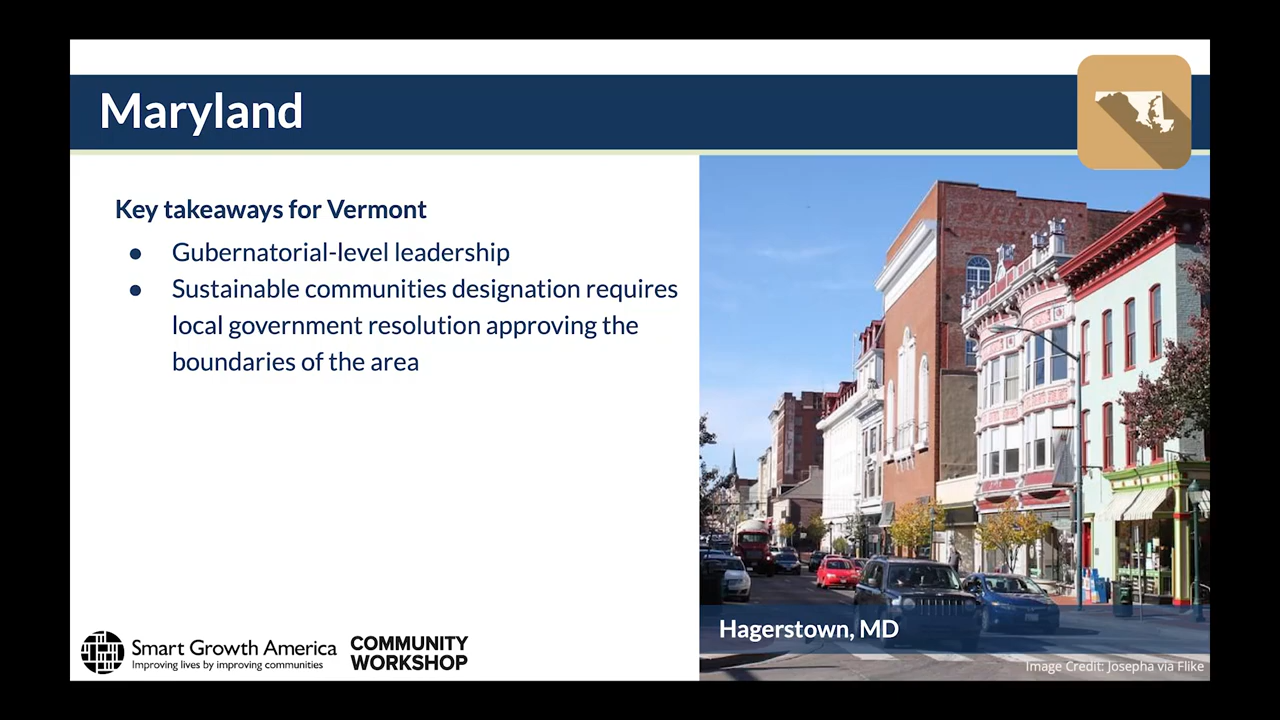 Maryland
Key takeaways for Vermont
● Gubernatorial-level leadership
● Sustainable communities designation requires
local government resolution approving the
boundaries of the area
Smart Growth America
Improving lives by improving communities
COMMUNITY
WORKSHOP
Hagerstown, MD
Image Credit: Josepha via Flike